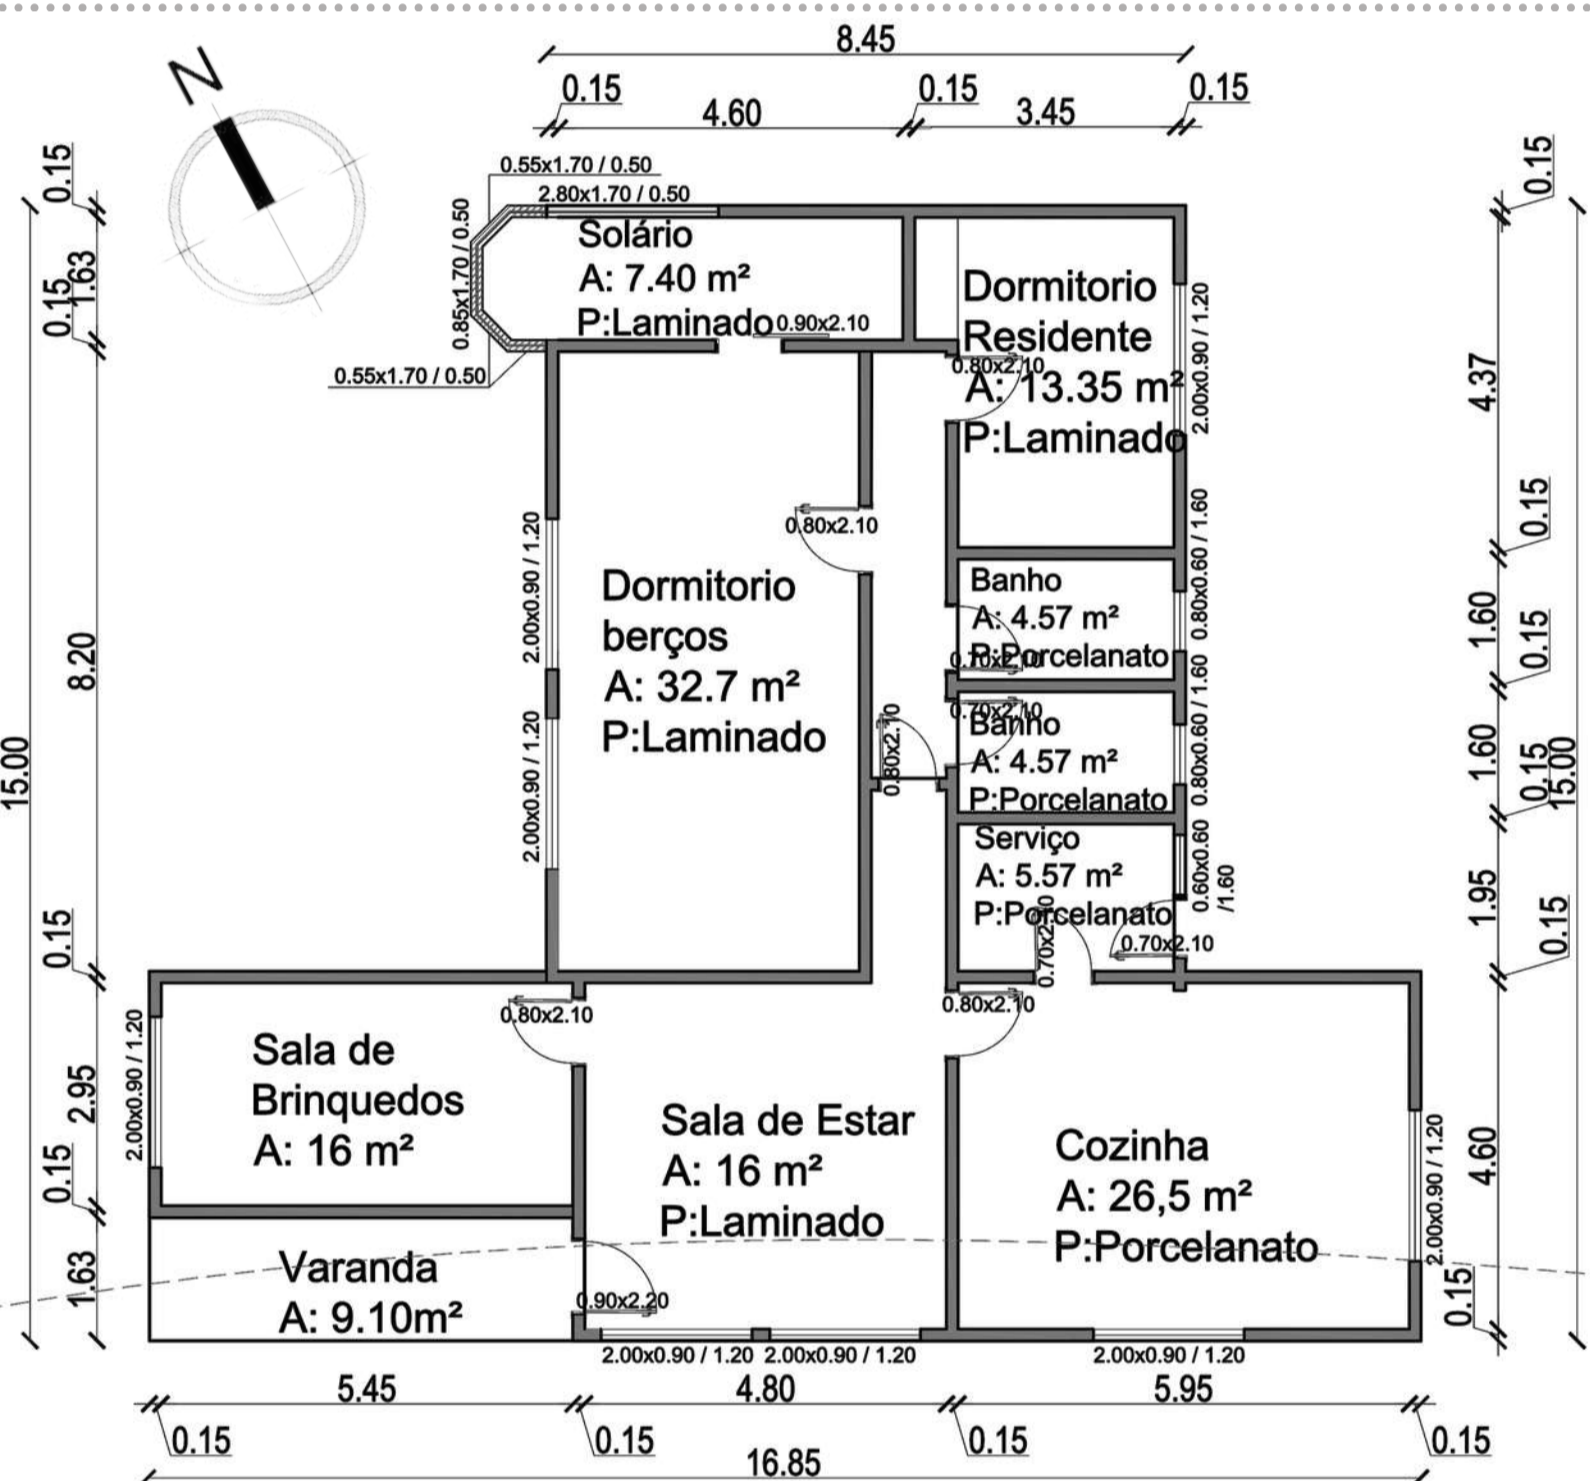 N
8.45
0.15
0.15
0.15
4.60
3.45
0.15
1.63
0.15
8.20
15.00
0.15
2.95
0.15
1.63
0.55x1.70 / 0.50
2.80x1.70 / 0.50
0.85x1.70 / 0.50
0.55x1.70 / 0.50
Solário
A: 7.40 m²
P:Laminado
0.90x2.10
Dormitorio
Residente
0.80x2.10
A: 13.35 m²
P:Laminado
2.00x0.90 / 1.20
0.80x2.10
2.00x0.90 / 1.20
2.00x0.90 / 1.20
Dormitorio
berços
A: 32.7 m²
P:Laminado
Banho
A: 4.57 m²
P:Porcelanato
0.70x2.10
0.80x0.60 / 1.60
0.70x2.10
Banho
A: 4.57 m²
P:Porcelanato
0.80x0.60 / 1.60
0.80x2.10
Serviço
A: 5.57 m²
P:Porcelanato
0.70x2.10
0.70x2.10
0.60x0.60
/1.60
0.80x2.10
0.80x2.10
2.00x0.90 / 1.20
Sala de
Brinquedos
A: 16 m²
Sala de Estar
A: 16 m²
P:Laminado
Cozinha
A: 26,5 m²
P:Porcelanato
2.00x0.90 / 1.20
Varanda
A: 9.10m²
0.90x2.20
2.00x0.90 / 1.20
2.00x0.90 / 1.20
2.00x0.90 / 1.20
0.15
4.37
0.15
1.60
0.15
1.60
0.15
15.00
1.95
0.15
4.60
0.15
5.45
4.80
5.95
0.15
0.15
0.15
0.15
16.85